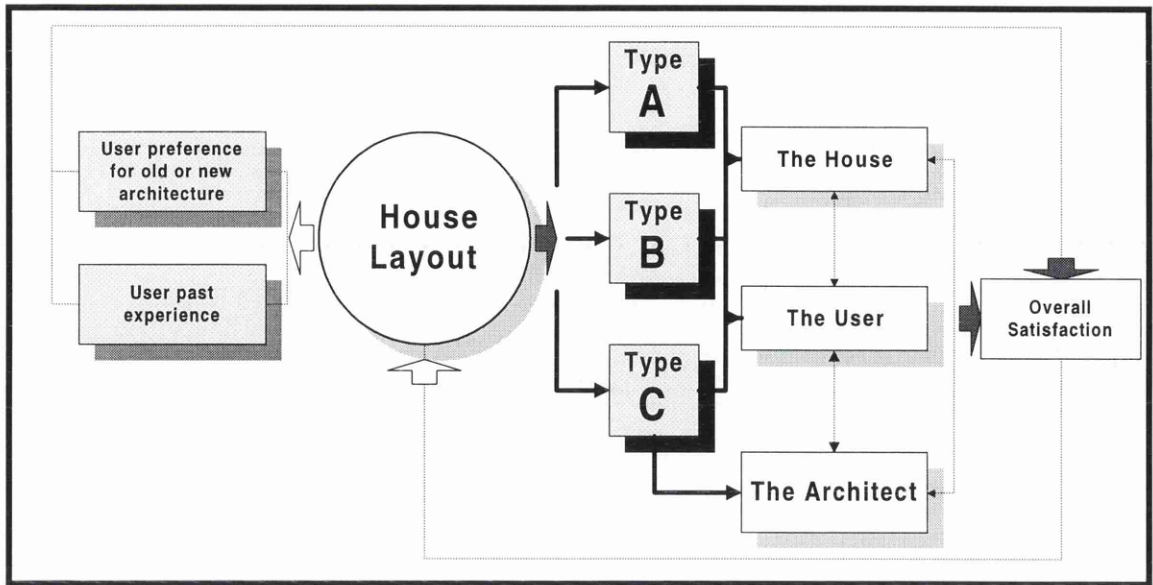 User preference
for old or new
architecture
User past
experience
House
Layout
Type
A
Type
B
Type
C
The House
The User
The Architect
Overall
Satisfaction